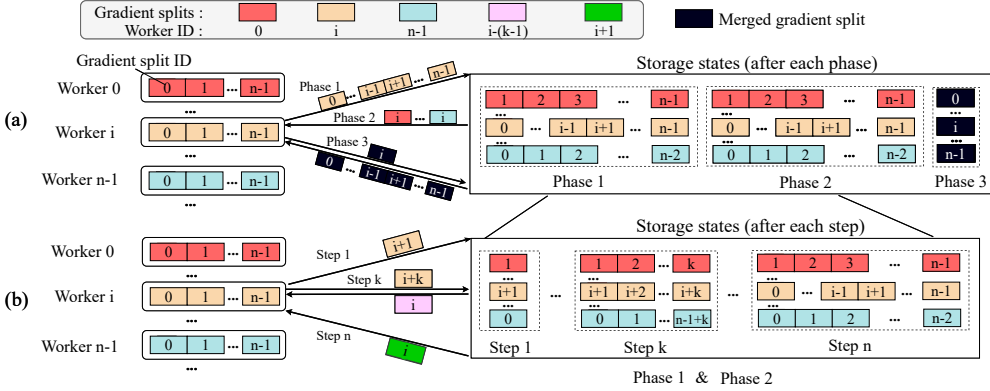 Gradient splits :
Worker ID : 0 i n-1 i-(k-1) i+1
Merged gradient split
Gradient split ID
Storage states (after each phase)
(a)
Worker 0
0 1 ... n-1
...
Worker i
0 1 ... n-1
...
Worker n-1
0 1 ... n-1
...
Phase 1
0 ... i-1 i+1 ... n-1
Phase 2
i ... i
Phase 3
i
0 ... i-1 i+1 ... n-1
1 2 3 ... n-1
...
0 ... i-1 i+1 ... n-1
...
0 1 2 ... n-2
Phase 1
1 2 3 ... n-1
...
0 ... i-1 i+1 ... n-1
...
0 1 2 ... n-2
Phase 2
0
...
i
...
n-1
Phase 3
Storage states (after each step)
(b)
Worker 0
0 1 ... n-1
...
Worker i
0 1 ... n-1
...
Worker n-1
0 1 ... n-1
...
Step 1
i+1
Step k
i+k
i
Step n
i
1
...
i+1
...
0
Step 1
...
1 2 ... k
...
i+1 i+2 ... i+k
...
0 1 ... n-1+k
Step k
...
1 2 3 ... n-1
...
0 ... i-1 i+1 ... n-1
...
0 1 2 ... n-2
Step n
Phase 1 & Phase 2